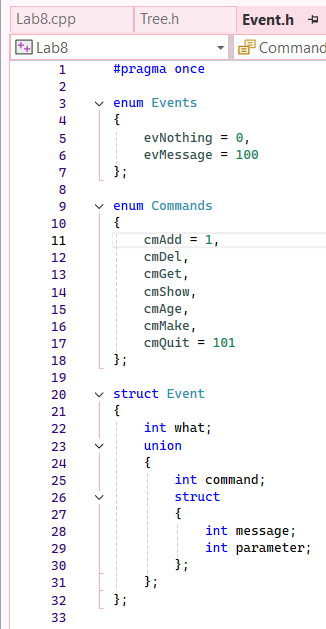 Lab8.cpp Tree.h Event.h
Lab8 Command
1 #pragma once
2
3 enum Events
4 {
5 evNothing = 0,
6 evMessage = 100
7 };
8
9 enum Commands
10 {
11 cmAdd = 1,
12 cmDel,
13 cmGet,
14 cmShow,
15 cmAge,
16 cmMake,
17 cmQuit = 101
18 };
19
20 struct Event
21 {
22 int what;
23 union
24 {
25 int command;
26 struct
27 {
28 int message;
29 int parameter;
30 };
31 };
32 };
33